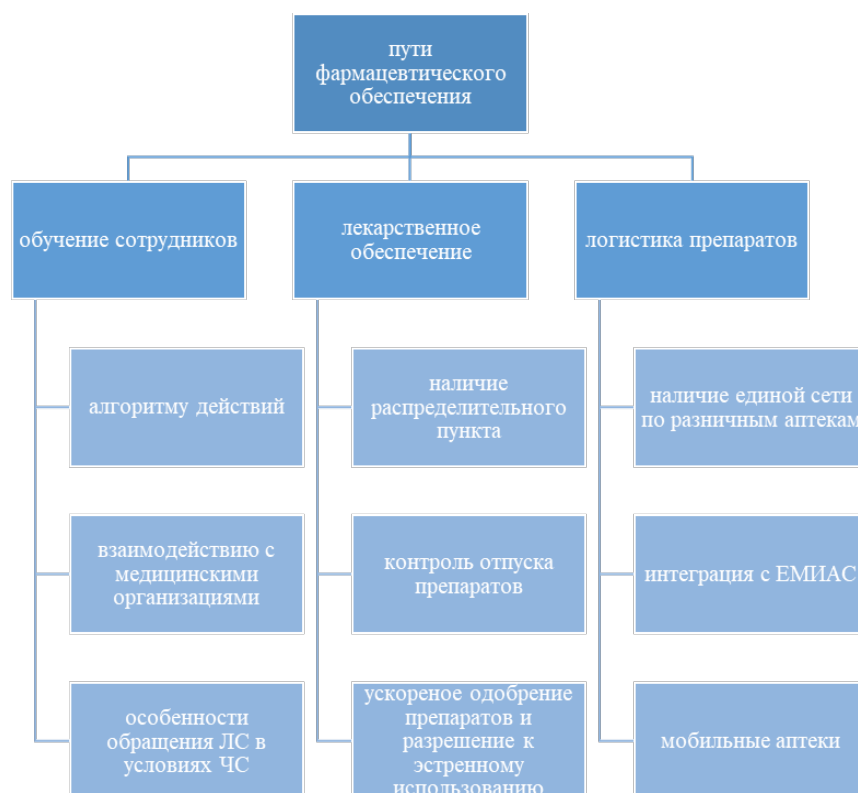 пути
фармацевтического
обеспечения
обучение сотрудников
лекарственное
обеспечение
логистика препаратов
алгоритму действий
наличие
распределительного
пункта
наличие единой сети
по разничным аптекам
взаимодействию с
медицинскими
организациями
контроль отпуска
препаратов
интеграция с ЕМИАС
особенности
обращения ЛС в
условиях ЧС
ускореное одобрение
препаратов и
разрешение к
эстренному
использованию
мобильные аптеки